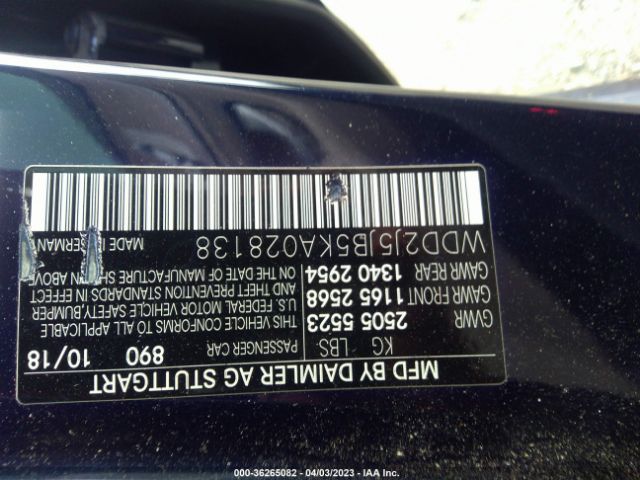 MFD BY DAIMLER AG STUTTGART
KG LBS PASSENGER CAR 890 10/18
GVWR 2505 5523 THIS VEHICLE CONFORMS TO ALL APPLICABLE
U.S. FEDERAL MOTOR VEHICLE SAFETY,BUMPER
GAWR FRONT 1165 2568 AND THEFT PREVENTION STANDARDS IN EFFECT
GAWR REAR 1340 2954 ON THE DATE OF MANUFACTURE SHOWN ABOVE
WDD2J5JB5KA028138 MADE IN GERMANY
000-36265082 - 04/03/2023 - IAA Inc.